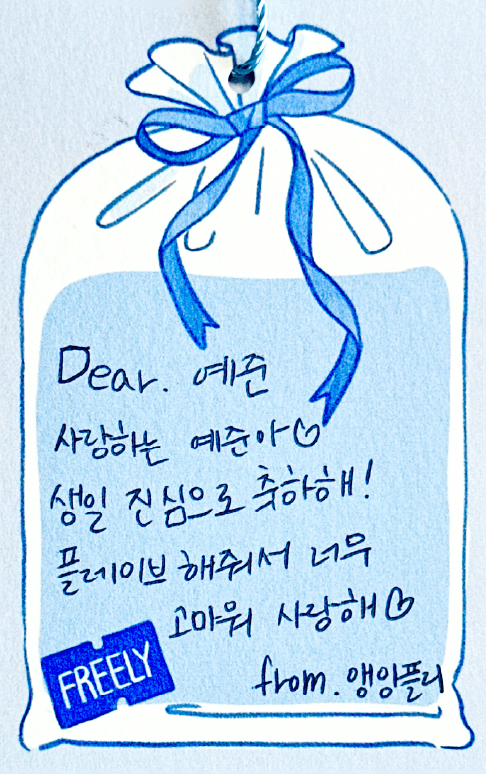 Dear. 예준
사랑하는 예준아♡
생일 진심으로 축하해!
플레이브 해줘서 너무
고마워 사랑해♡
FREELY
from. 앵앙플리